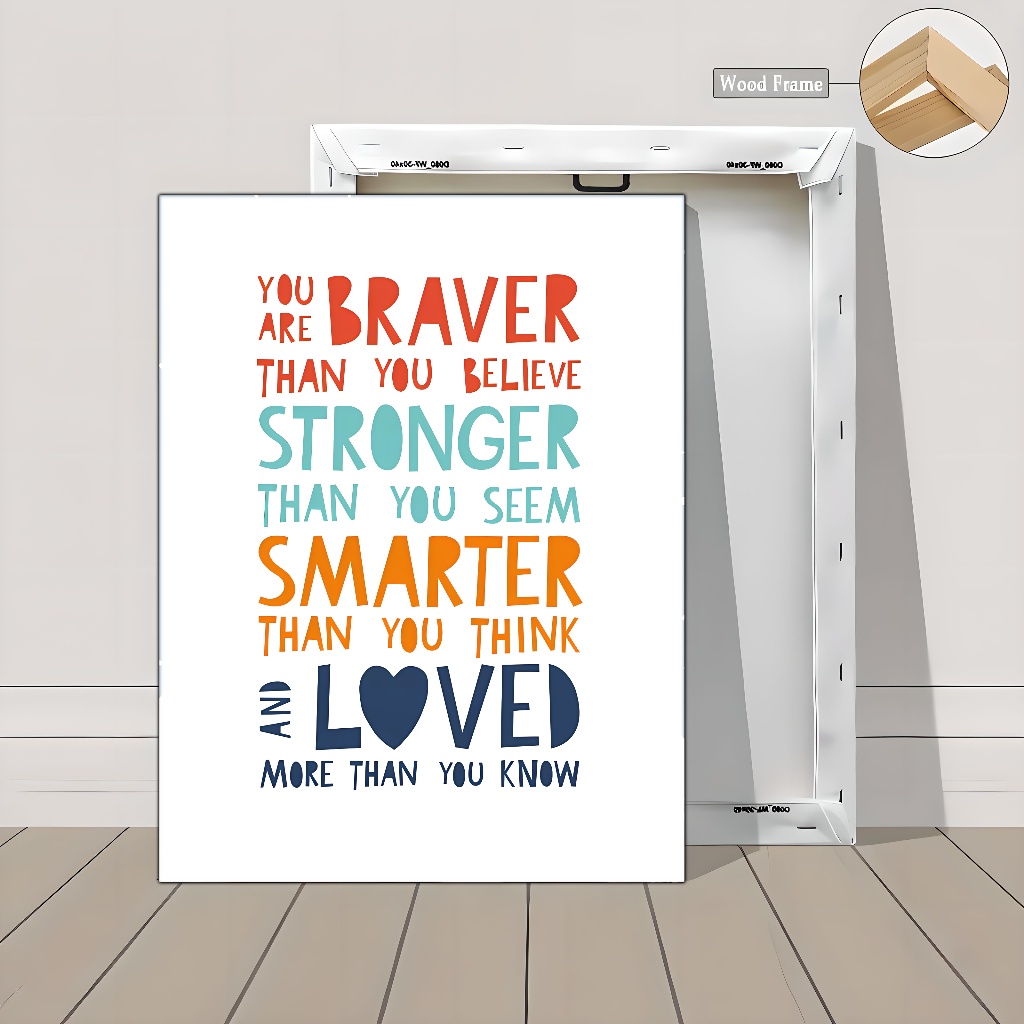 Wood Frame
YOU ARE BRAVER
THAN YOU BELIEVE
STRONGER
THAN YOU SEEM
SMARTER
THAN YOU THINK
AND LOVED
MORE THAN YOU KNOW